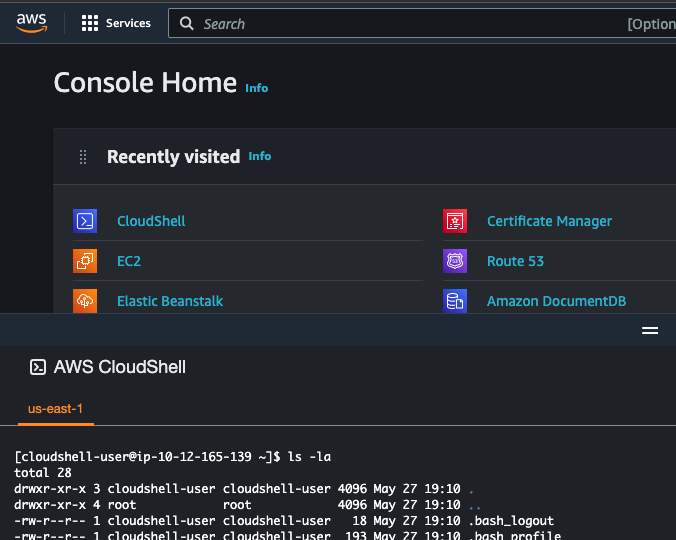 aws
Services
Search
[Option
Console Home Info
Recently visited Info
CloudShell
Certificate Manager
EC2
Route 53
Elastic Beanstalk
Amazon DocumentDB
AWS CloudShell
us-east-1
[cloudshell-user@ip-10-12-165-139 ~]$ ls -la
total 28
drwxr-xr-x 3 cloudshell-user cloudshell-user 4096 May 27 19:10 .
drwxr-xr-x 4 root            root            4096 May 27 19:10 ..
-rw-r--r-- 1 cloudshell-user cloudshell-user   18 May 27 19:10 .bash_logout
-rw-r--r-- 1 cloudshell-user cloudshell-user  193 May 27 19:10 .bash_profile